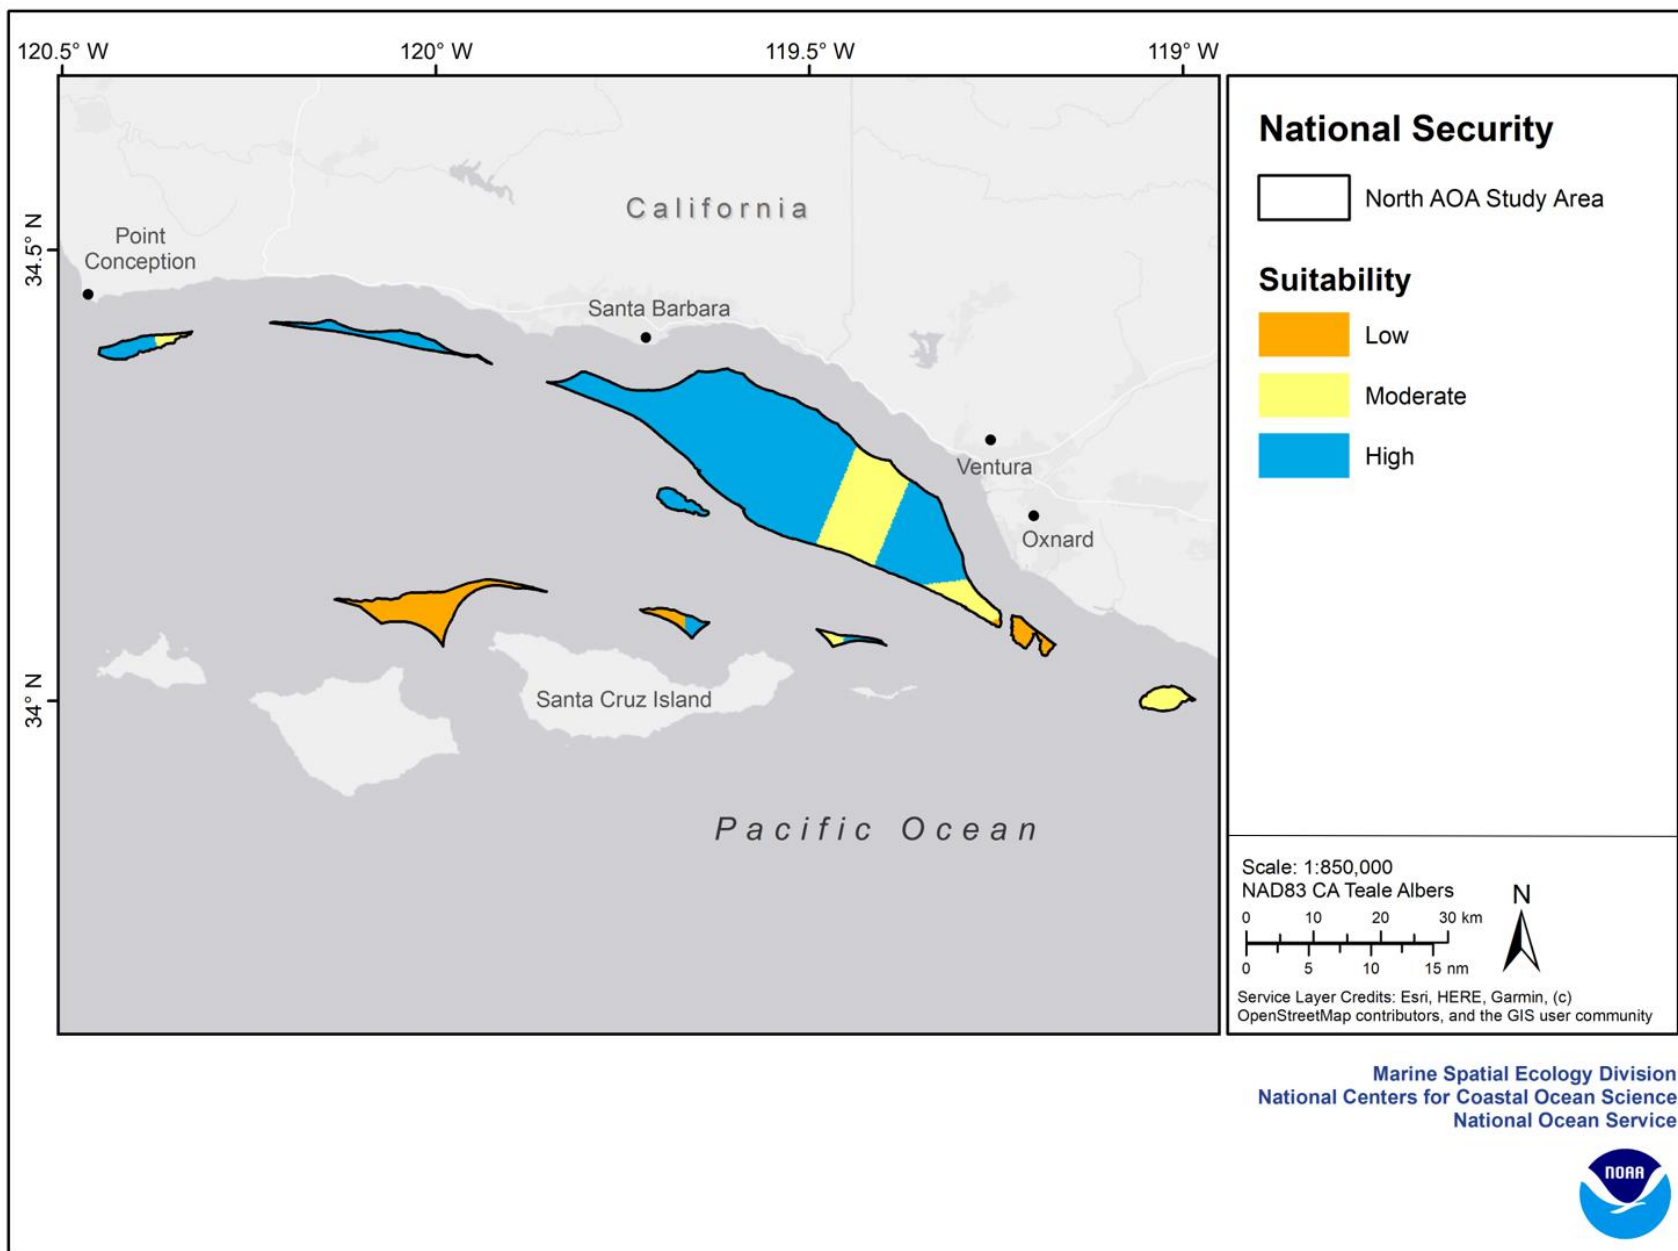 120.5° W
120° W
119.5° W
119° W
34.5° N
34° N
California
Point
Conception
Santa Barbara
Ventura
Oxnard
Santa Cruz Island
Pacific Ocean
National Security
North AOA Study Area
Suitability
Low
Moderate
High
Scale: 1:850,000
NAD83 CA Teale Albers
N
0 10 20 30 km
0 5 10 15 nm
Service Layer Credits: Esri, HERE, Garmin, (c)
OpenStreetMap contributors, and the GIS user community
Marine Spatial Ecology Division
National Centers for Coastal Ocean Science
National Ocean Service
NOAA